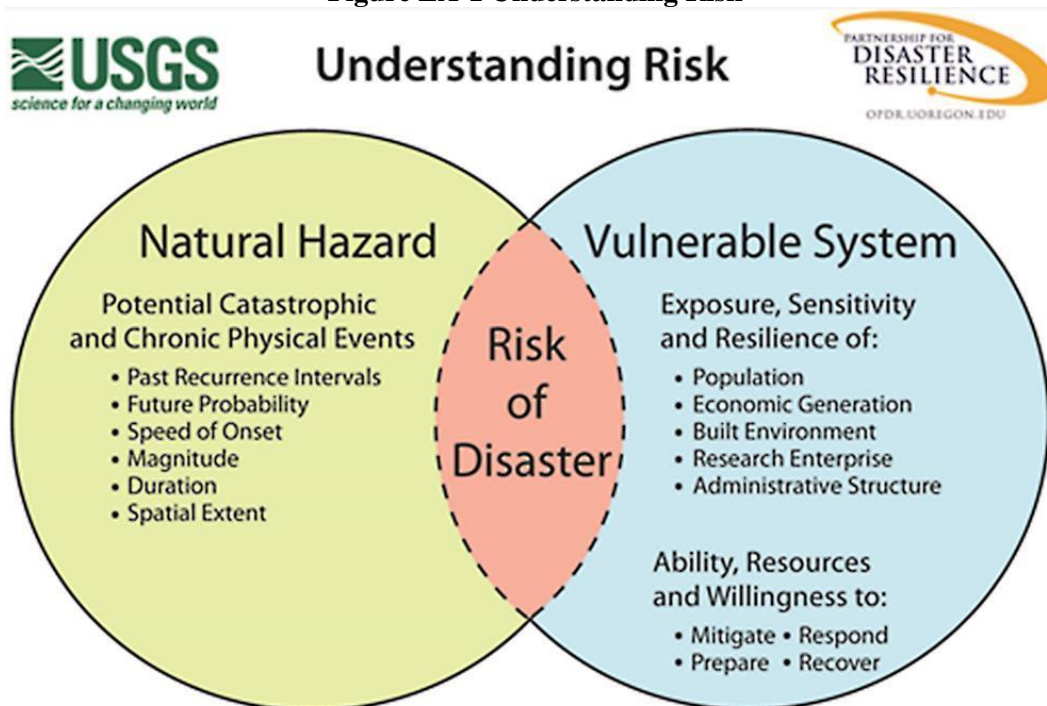 USGS
science for a changing world
Understanding Risk
PARTNERSHIP FOR
DISASTER
RESILIENCE
OPDR.UOREGON.EDU
Natural Hazard
Potential Catastrophic
and Chronic Physical Events
• Past Recurrence Intervals
• Future Probability
• Speed of Onset
• Magnitude
• Duration
• Spatial Extent
Risk
of
Disaster
Vulnerable System
Exposure, Sensitivity
and Resilience of:
• Population
• Economic Generation
• Built Environment
• Research Enterprise
• Administrative Structure
Ability, Resources
and Willingness to:
• Mitigate • Respond
• Prepare • Recover